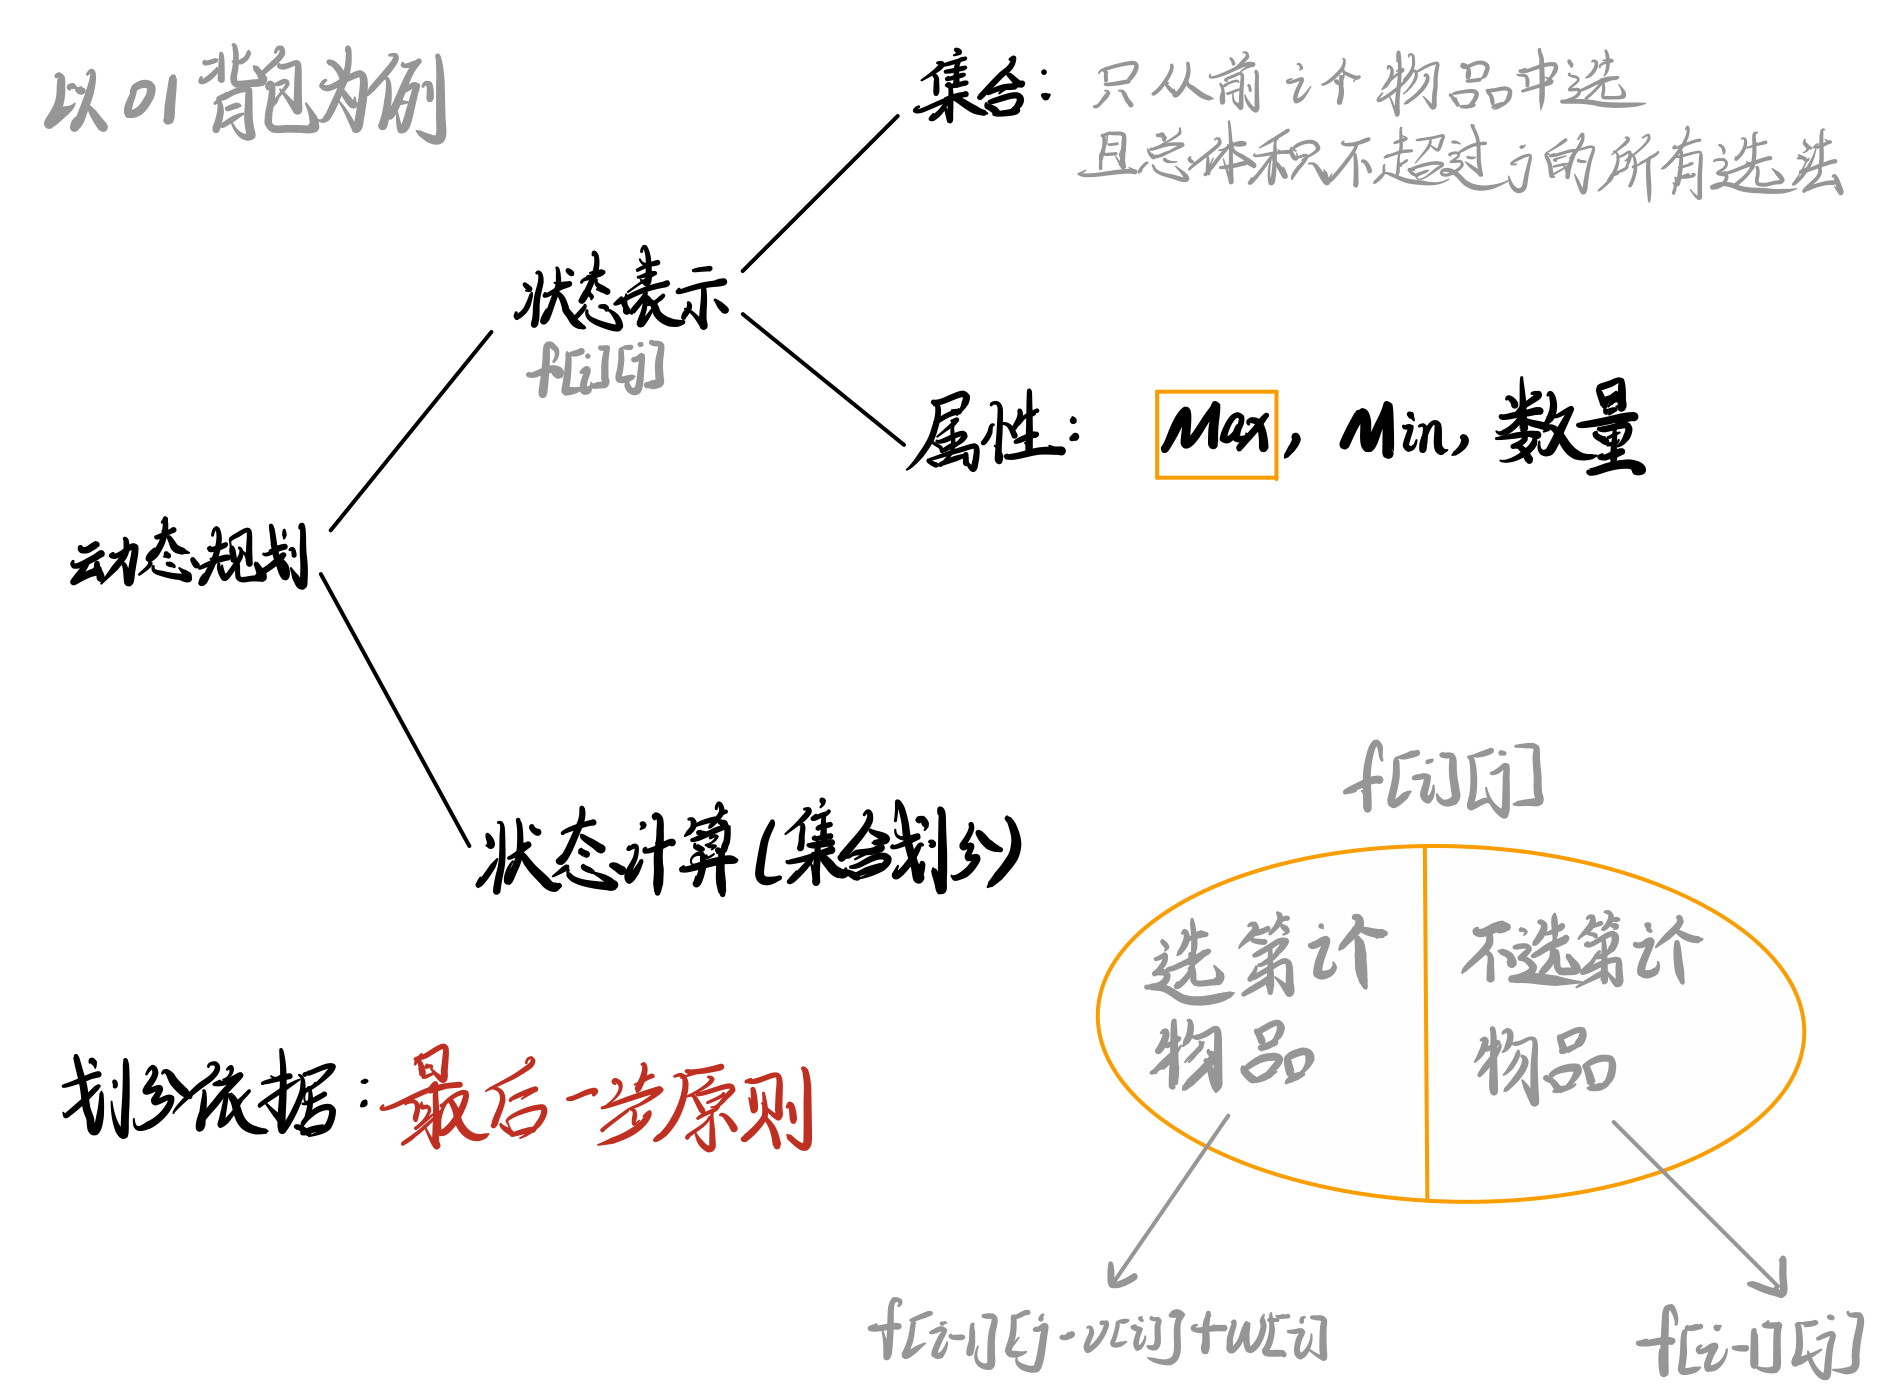 以01背包为例
集合：只从前i个物品中选
且总体积不超过j的所有选法
状态表示
f[i][j]
属性：Max，Min，数量
动态规划
状态计算（集合划分）
f[i][j]
选第i个
物品
不选第i个
物品
划分依据：最后一步原则
f[i-1][j-v[i]]+w[i]
f[i-1][j]